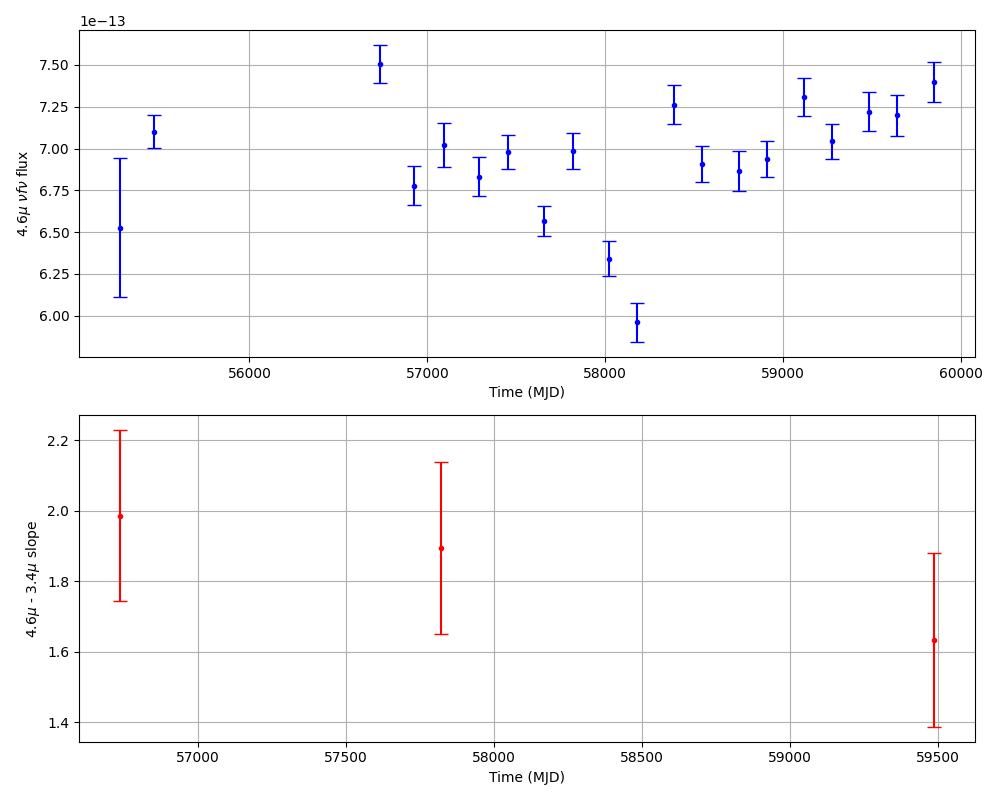 1e−13
7.50
7.25
7.00
6.75
6.50
6.25
6.00
4.6μ νfν flux
56000 57000 58000 59000 60000
Time (MJD)
2.2
2.0
1.8
1.6
1.4
4.6μ - 3.4μ slope
57000 57500 58000 58500 59000 59500
Time (MJD)